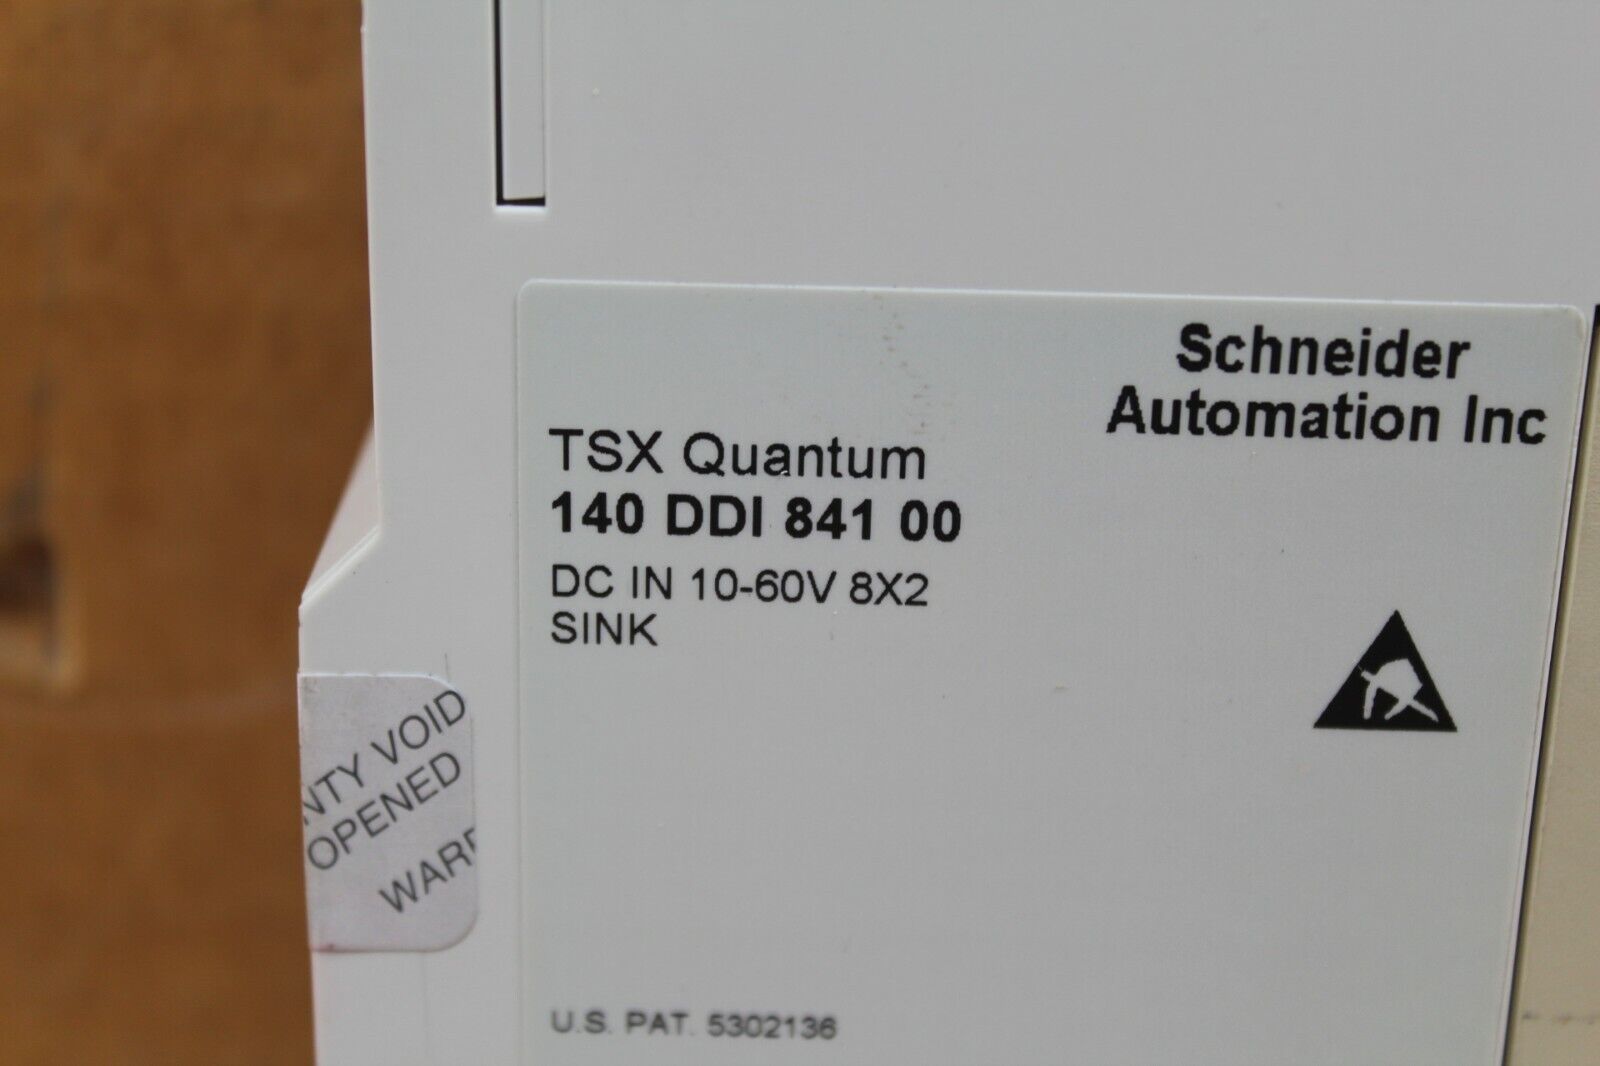 Schneider
Automation Inc
TSX Quantum
140 DDI 841 00
DC IN 10-60V 8X2
SINK
NTY VOID
OPENED
WARR
U.S. PAT. 5302136